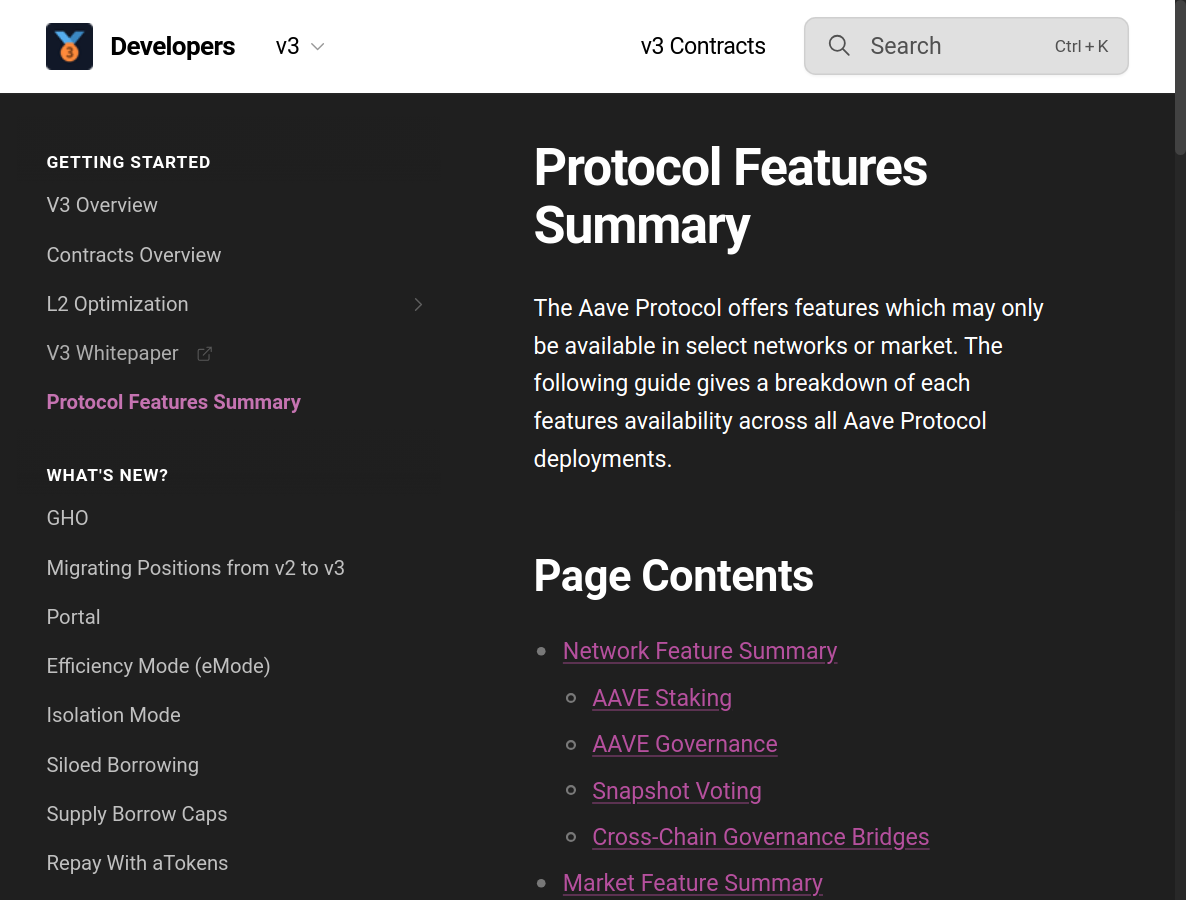 3
Developers
v3
v3 Contracts
Search
Ctrl + K
GETTING STARTED
V3 Overview
Contracts Overview
L2 Optimization
V3 Whitepaper
Protocol Features Summary
WHAT'S NEW?
GHO
Migrating Positions from v2 to v3
Portal
Efficiency Mode (eMode)
Isolation Mode
Siloed Borrowing
Supply Borrow Caps
Repay With aTokens
Protocol Features
Summary
The Aave Protocol offers features which may only
be available in select networks or market. The
following guide gives a breakdown of each
features availability across all Aave Protocol
deployments.
Page Contents
Network Feature Summary
AAVE Staking
AAVE Governance
Snapshot Voting
Cross-Chain Governance Bridges
Market Feature Summary